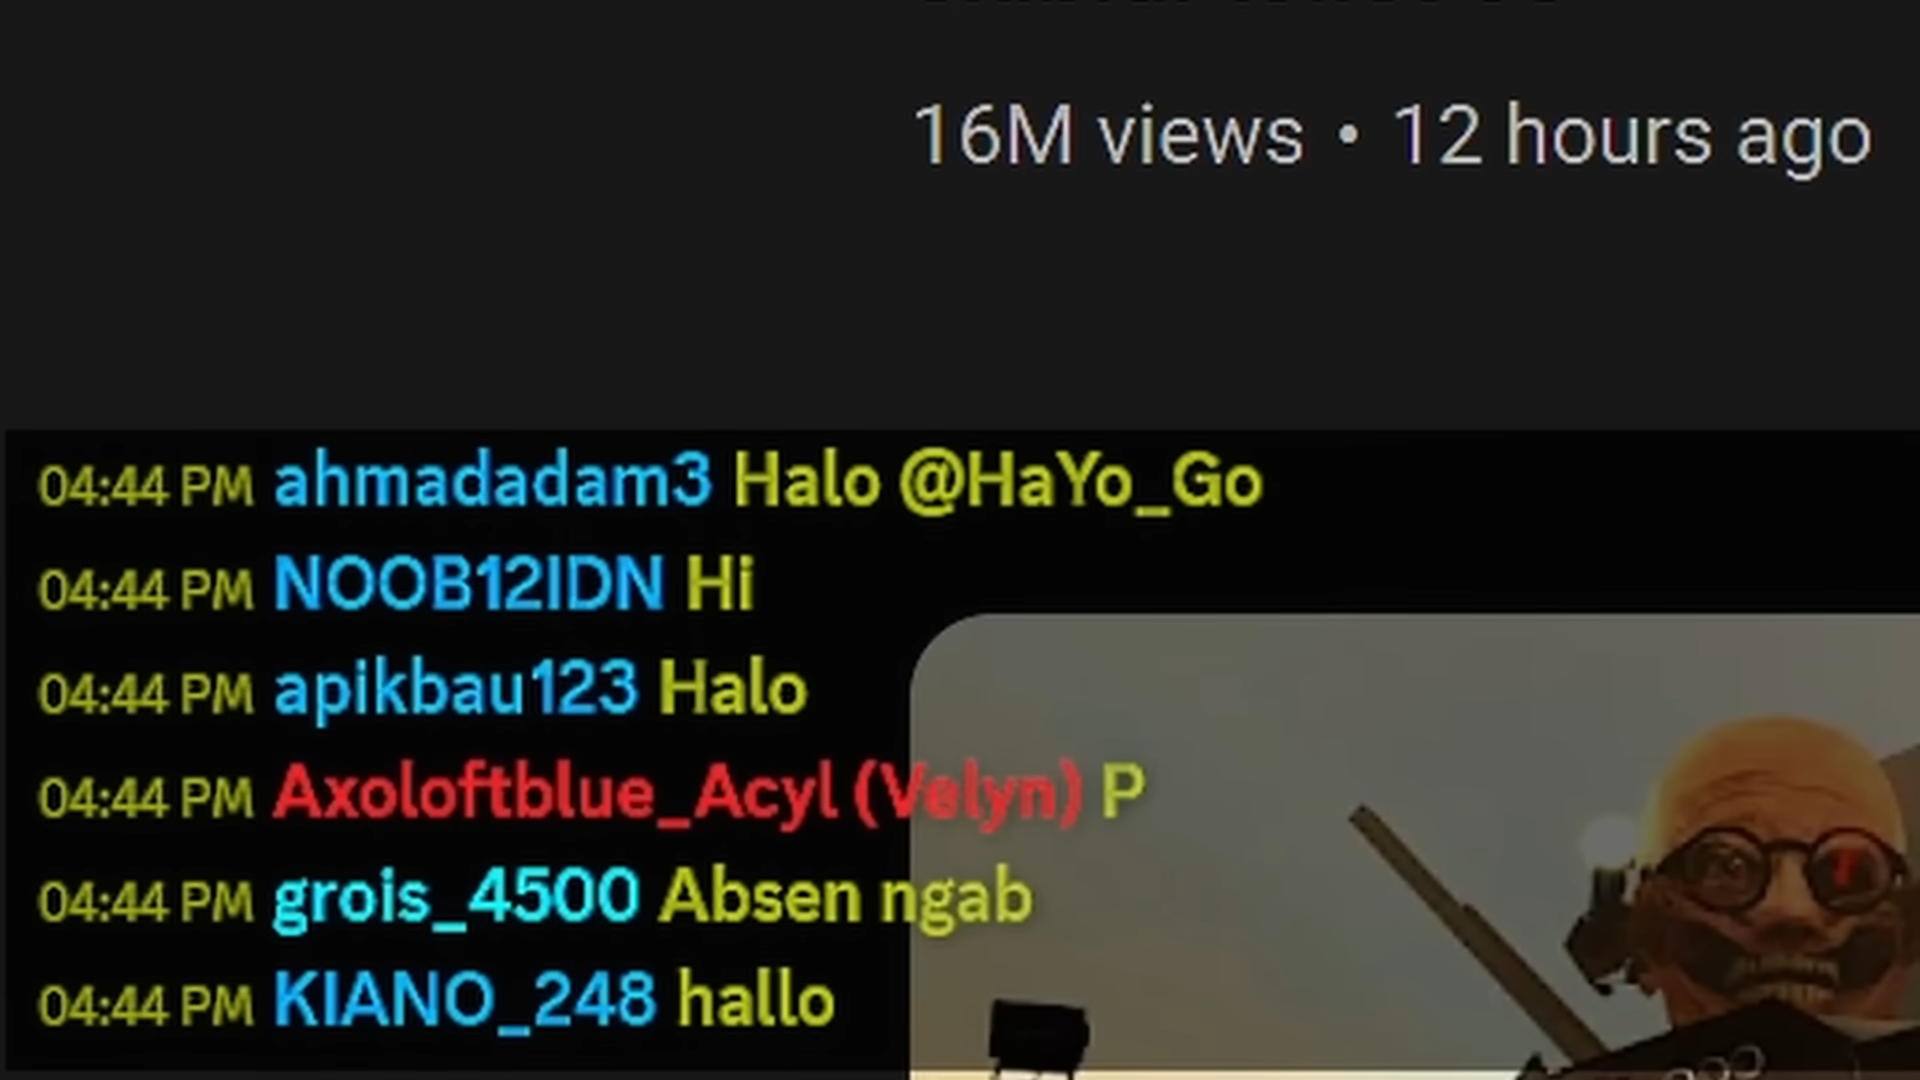 16M views • 12 hours ago
04:44 PM ahmadadam3 Halo @HaYo_Go
04:44 PM NOOB12IDN Hi
04:44 PM apikbau123 Halo
04:44 PM Axoloftblue_Acyl (Velyn) P
04:44 PM grois_4500 Absen ngab
04:44 PM KIANO_248 hallo